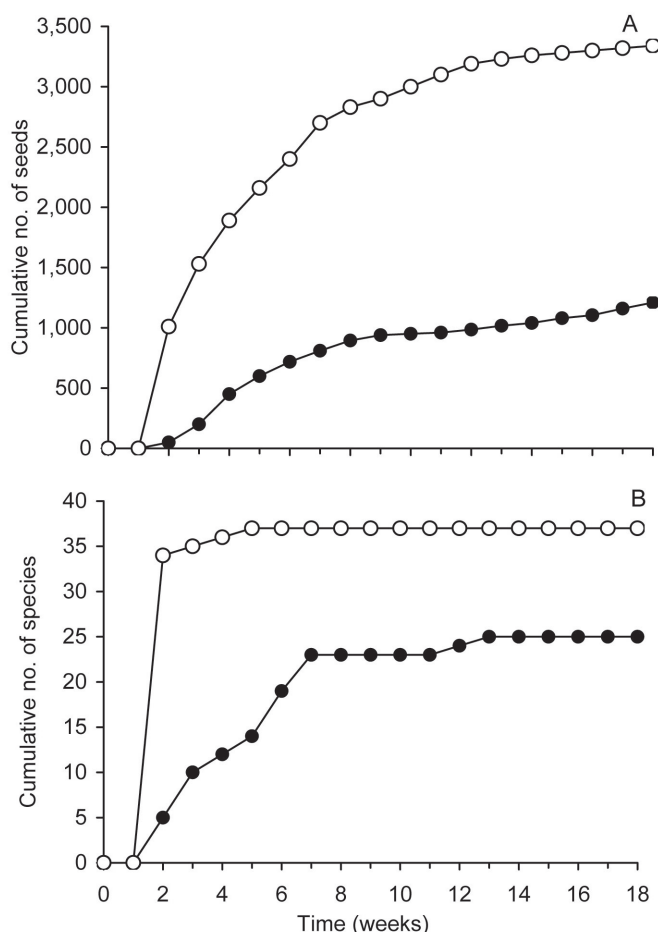 A
3,500
3,000
2,500
2,000
1,500
1,000
500
0
Cumulative no. of seeds
B
40
35
30
25
20
15
10
5
0
Cumulative no. of species
0 2 4 6 8 10 12 14 16 18
Time (weeks)